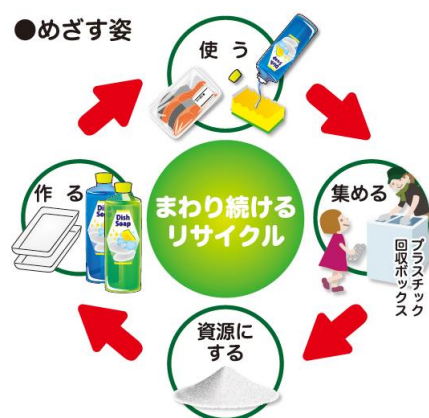 ●めざす姿
使う
作る
まわり続ける
リサイクル
集める
プラスチック
回収ボックス
資源に
する
Dish
Soap
Dish
Soap